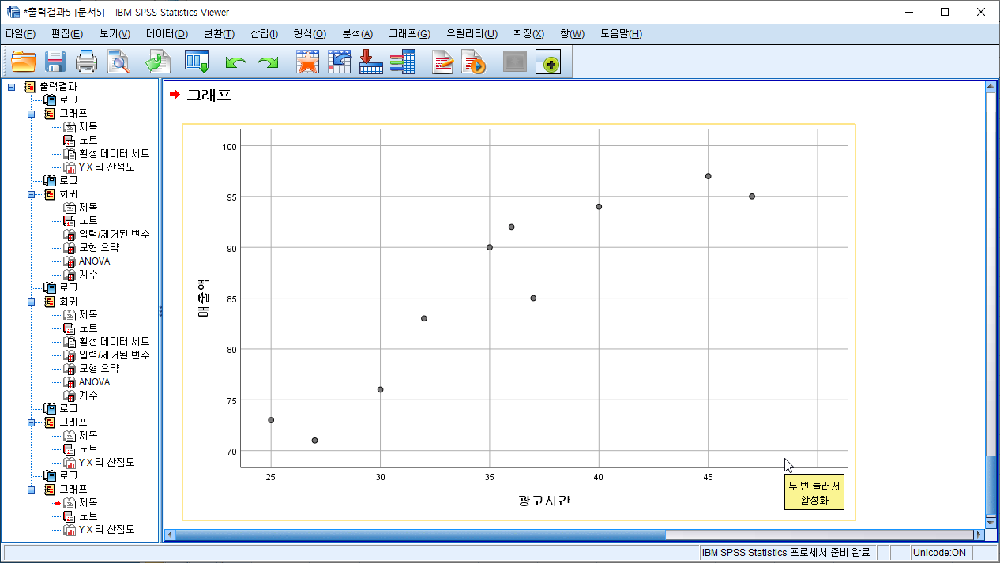 *출력결과5 [문서5] - IBM SPSS Statistics Viewer
파일(F) 편집(E) 보기(V) 데이터(D) 변환(T) 삽입(I) 형식(O) 분석(A) 그래프(G) 유틸리티(U) 확장(X) 창(W) 도움말(H)
출력결과
로그
그래프
제목
노트
활성 데이터 세트
Y X 의 산점도
로그
회귀
제목
노트
입력/제거된 변수
모형 요약
ANOVA
계수
로그
회귀
제목
노트
활성 데이터 세트
입력/제거된 변수
모형 요약
ANOVA
계수
로그
그래프
제목
노트
Y X 의 산점도
로그
그래프
제목
노트
Y X 의 산점도
그래프
100
95
90
85
80
75
70
매출액
25 30 35 40 45
광고시간
두 번 눌러서
활성화
IBM SPSS Statistics 프로세서 준비 완료
Unicode:ON